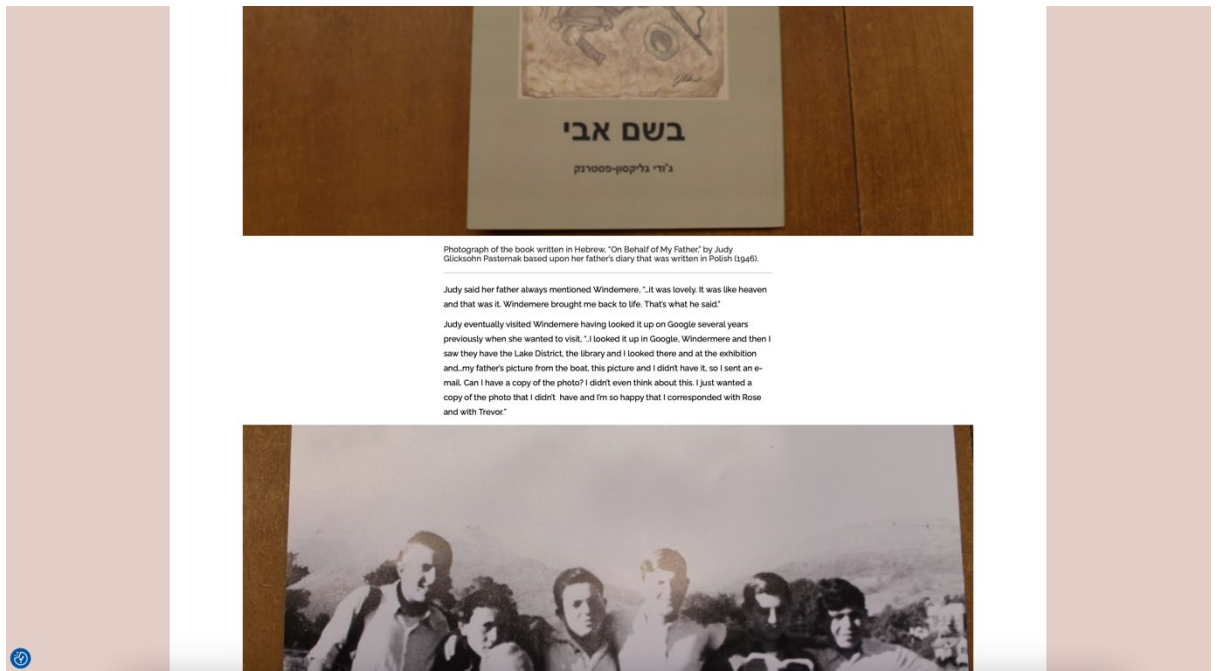 בשם אבי
ג'ודי גליקסון-פסטרנק
Photograph of the book written in Hebrew, “On Behalf of My Father,” by Judy
Glicksohn Pasternak based upon her father’s diary that was written in Polish (1946).
Judy said her father always mentioned Windemere, “…it was lovely. It was like heaven
and that was it. Windemere brought me back to life. That’s what he said.”
Judy eventually visited Windemere having looked it up on Google several years
previously when she wanted to visit, “..I looked it up in Google, Windermere and then I
saw they have the Lake District, the library and I looked there and at the exhibition
and…my father’s picture from the boat, this picture and I didn’t have it, so I sent an e-
mail. Can I have a copy of the photo? I didn’t even think about this. I just wanted a
copy of the photo that I didn’t  have and I’m so happy that I corresponded with Rose
and with Trevor.”